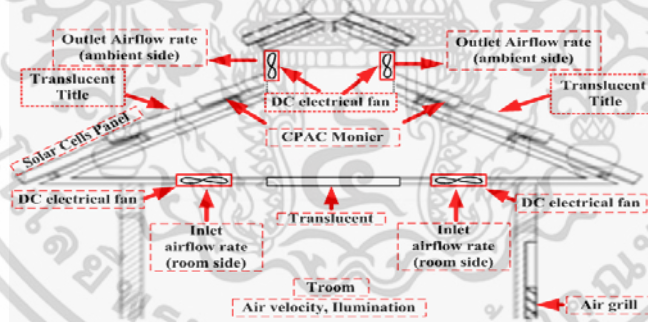 Outlet Airflow rate
(ambient side)
Outlet Airflow rate
(ambient side)
Translucent
Title
Translucent
Title
DC electrical fan
CPAC Monier
Solar Cells Panel
DC electrical fan
DC electrical fan
Translucent
Inlet
airflow rate
(room side)
Inlet
airflow rate
(room side)
Troom
Air velocity, Ilumination
Air grill